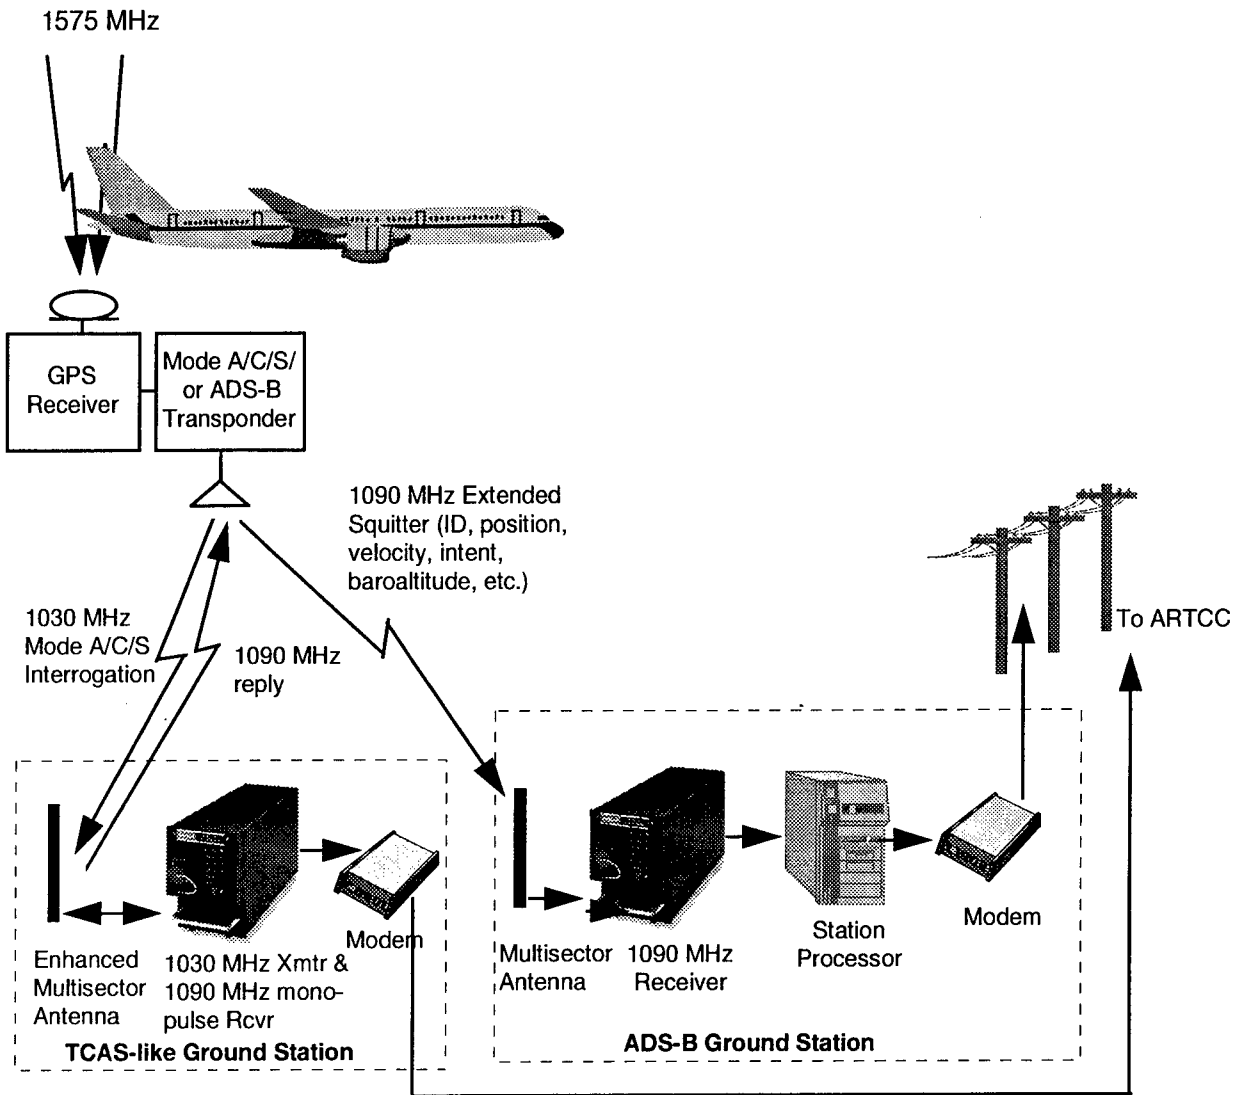 1575 MHz
GPS
Receiver
Mode A/C/S/
or ADS-B
Transponder
1090 MHz Extended
Squitter (ID, position,
velocity, intent,
baroaltitude, etc.)
1030 MHz
Mode A/C/S
Interrogation
1090 MHz
reply
To ARTCC
Enhanced
Multisector
Antenna
1030 MHz Xmtr &
1090 MHz mono-
pulse Rcvr
Modem
TCAS-like Ground Station
Multisector
Antenna
1090 MHz
Receiver
Station
Processor
Modem
ADS-B Ground Station